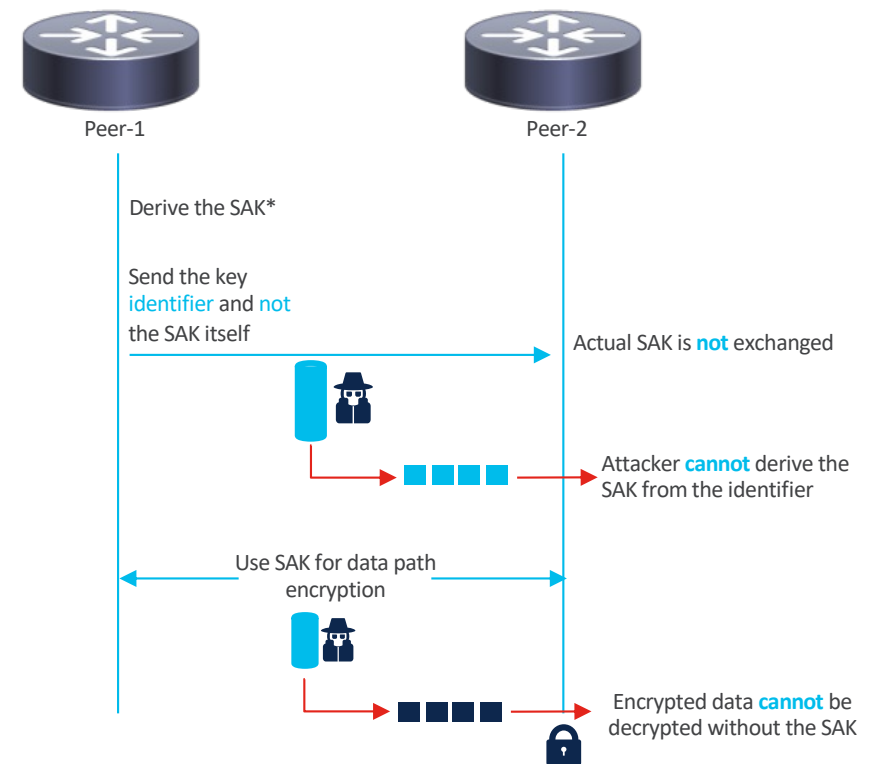 Peer-1
Peer-2
Derive the SAK*
Send the key
identifier and not
the SAK itself
Actual SAK is not exchanged
Attacker cannot derive the
SAK from the identifier
Use SAK for data path
encryption
Encrypted data cannot be
decrypted without the SAK